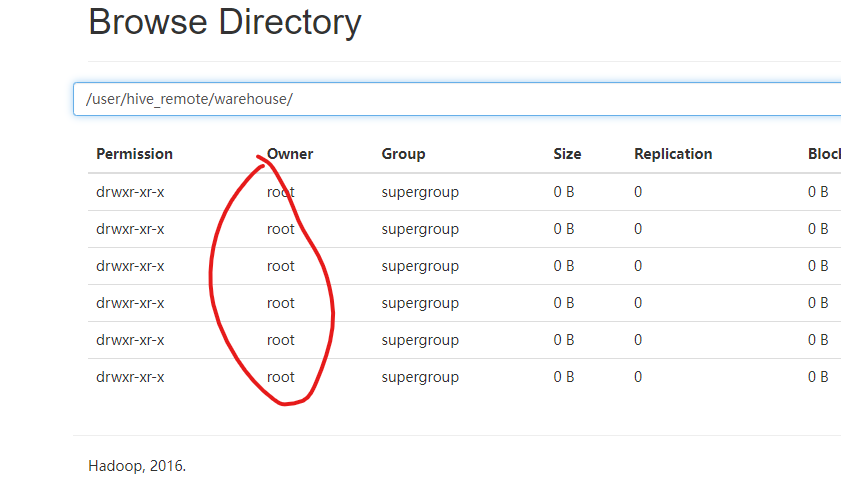 Browse Directory
/user/hive_remote/warehouse/
Permission Owner Group Size Replication Block
drwxr-xr-x root supergroup 0 B 0 0 B
drwxr-xr-x root supergroup 0 B 0 0 B
drwxr-xr-x root supergroup 0 B 0 0 B
drwxr-xr-x root supergroup 0 B 0 0 B
drwxr-xr-x root supergroup 0 B 0 0 B
drwxr-xr-x root supergroup 0 B 0 0 B
Hadoop, 2016.